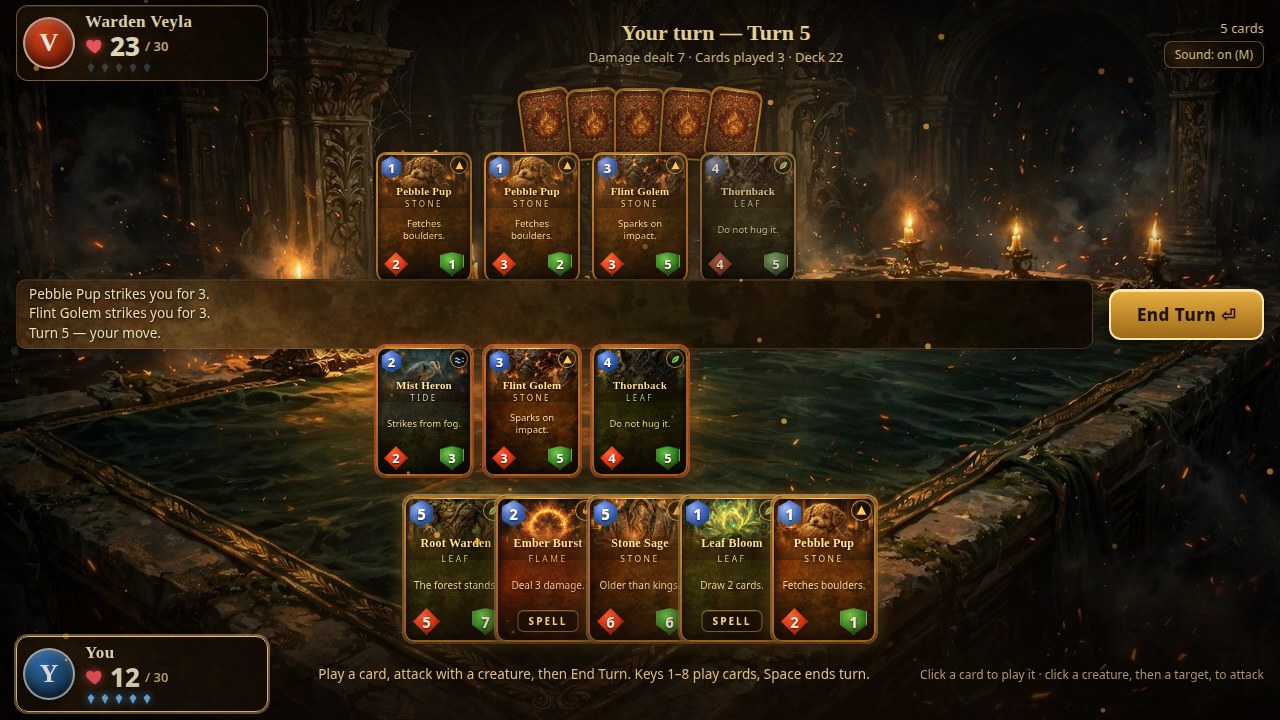 V
Warden Veyla
23 / 30
Your turn — Turn 5
Damage dealt 7 · Cards played 3 · Deck 22
5 cards
Sound: on (M)
1
Pebble Pup
STONE
Fetches
boulders.
2
1
1
Pebble Pup
STONE
Fetches
boulders.
3
2
3
Flint Golem
STONE
Sparks on
impact.
3
5
4
Thornback
LEAF
Do not hug it.
4
5
Pebble Pup strikes you for 3.
Flint Golem strikes you for 3.
Turn 5 — your move.
End Turn ⏎
2
Mist Heron
TIDE
Strikes from fog.
2
3
3
Flint Golem
STONE
Sparks on
impact.
3
5
4
Thornback
LEAF
Do not hug it.
4
5
5
Root Warden
LEAF
The forest stands
5
7
2
Ember Burst
FLAME
Deal 3 damage.
SPELL
5
Stone Sage
STONE
Older than kings
6
6
1
Leaf Bloom
LEAF
Draw 2 cards.
SPELL
1
Pebble Pup
STONE
Fetches boulders.
2
1
Y
You
12 / 30
Play a card, attack with a creature, then End Turn. Keys 1–8 play cards, Space ends turn.
Click a card to play it · click a creature, then a target, to attack